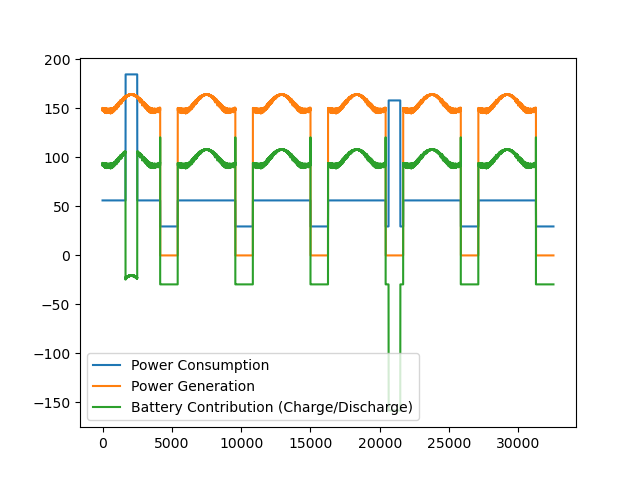 200
150
100
50
0
−50
−100
−150
Power Consumption
Power Generation
Battery Contribution (Charge/Discharge)
0 5000 10000 15000 20000 25000 30000